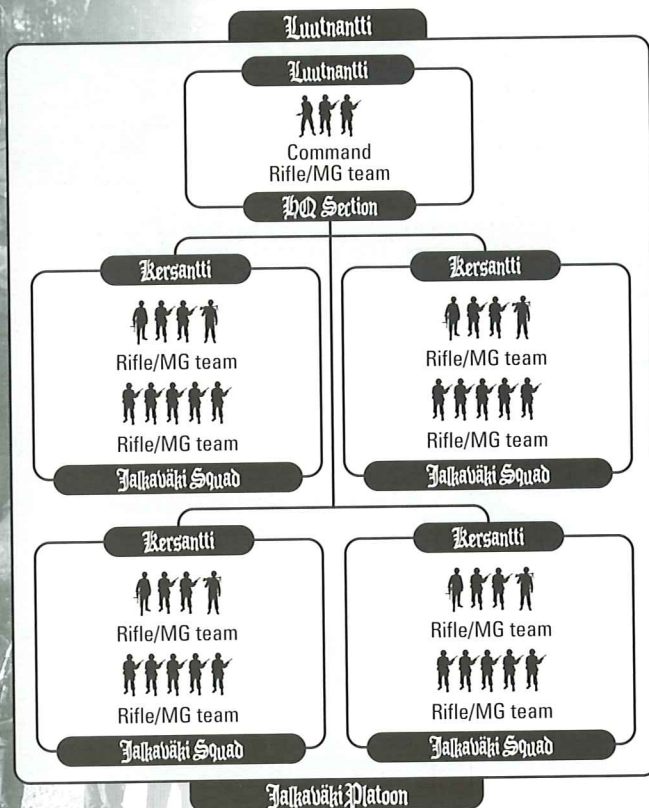 Luutnantti
Luutnantti
Command
Rifle/MG team
HQ Section
Kersantti
Rifle/MG team
Rifle/MG team
Jalkaväki Squad
Kersantti
Rifle/MG team
Rifle/MG team
Jalkaväki Squad
Kersantti
Rifle/MG team
Rifle/MG team
Jalkaväki Squad
Kersantti
Rifle/MG team
Rifle/MG team
Jalkaväki Squad
Jalkaväki Platoon